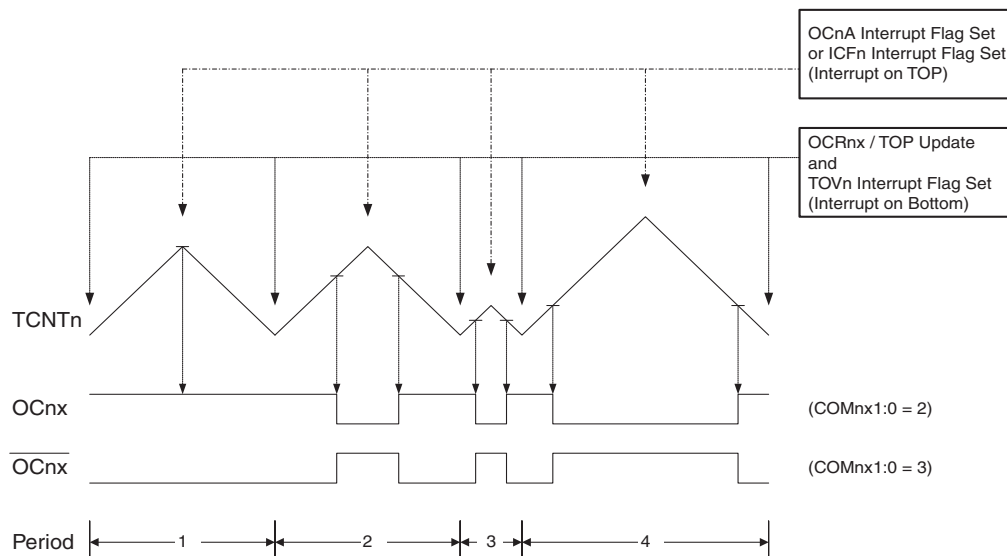 OCnA Interrupt Flag Set
or ICFn Interrupt Flag Set
(Interrupt on TOP)
OCRnx / TOP Update
and
TOVn Interrupt Flag Set
(Interrupt on Bottom)
TCNTn
OCnx
(COMnx1:0 = 2)
OCnx
(COMnx1:0 = 3)
Period
1
2
3
4